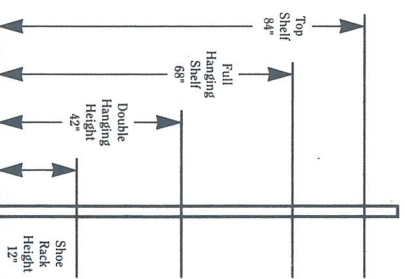 Top
Shelf
84"
Full
Hanging
Shelf
68"
Double
Hanging
Height
42"
Shoe
Rack
Height
12"